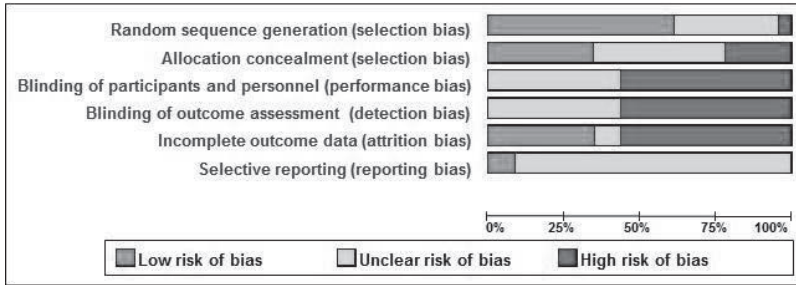 Random sequence generation (selection bias)
Allocation concealment (selection bias)
Blinding of participants and personnel (performance bias)
Blinding of outcome assessment (detection bias)
Incomplete outcome data (attrition bias)
Selective reporting (reporting bias)
0% 25% 50% 75% 100%
Low risk of bias Unclear risk of bias High risk of bias